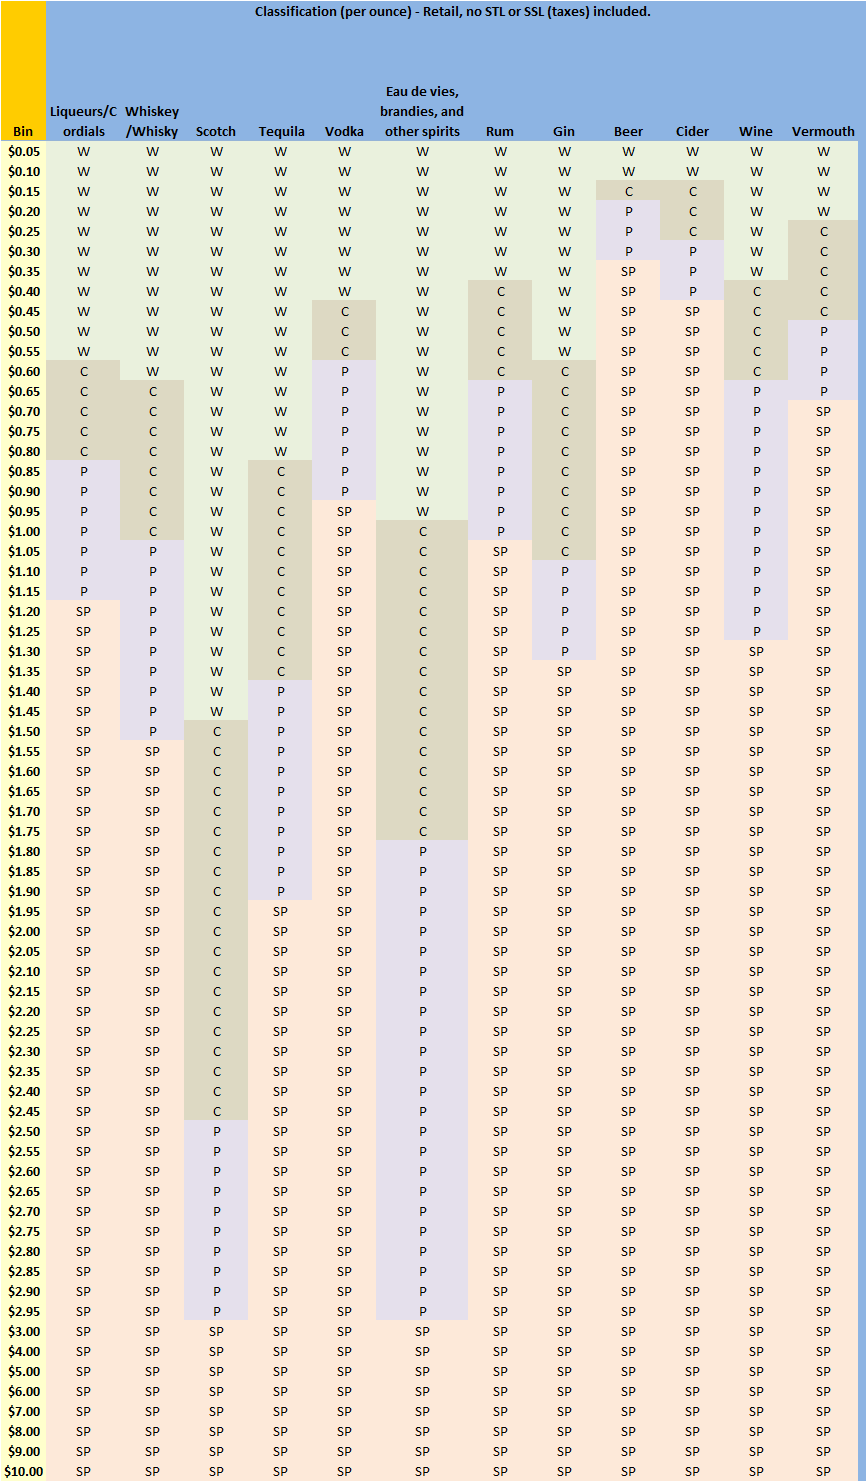 Classification (per ounce) - Retail, no STL or SSL (taxes) included.
Eau de vies,
Liqueurs/C Whiskey brandies, and
Bin ordials /Whisky Scotch Tequila Vodka other spirits Rum Gin Beer Cider Wine Vermouth
$0.05 W W W W W W W W W W W W
$0.10 W W W W W W W W W W W W
$0.15 W W W W W W W W C C W W
$0.20 W W W W W W W W P C W W
$0.25 W W W W W W W W P C W C
$0.30 W W W W W W W W P P W C
$0.35 W W W W W W W W SP P W C
$0.40 W W W W W W C W SP P C C
$0.45 W W W W C W C W SP SP C C
$0.50 W W W W C W C W SP SP C P
$0.55 W W W W C W C W SP SP C P
$0.60 C W W W P W C C SP SP C P
$0.65 C C W W P W P C SP SP P P
$0.70 C C W W P W P C SP SP P SP
$0.75 C C W W P W P C SP SP P SP
$0.80 C C W W P W P C SP SP P SP
$0.85 P C W C P W P C SP SP P SP
$0.90 P C W C P W P C SP SP P SP
$0.95 P C W C SP W P C SP SP P SP
$1.00 P C W C SP C P C SP SP P SP
$1.05 P P W C SP C SP C SP SP P SP
$1.10 P P W C SP C SP P SP SP P SP
$1.15 P P W C SP C SP P SP SP P SP
$1.20 SP P W C SP C SP P SP SP P SP
$1.25 SP P W C SP C SP P SP SP P SP
$1.30 SP P W C SP C SP P SP SP SP SP
$1.35 SP P W C SP C SP SP SP SP SP SP
$1.40 SP P W P SP C SP SP SP SP SP SP
$1.45 SP P W P SP C SP SP SP SP SP SP
$1.50 SP P C P SP C SP SP SP SP SP SP
$1.55 SP SP C P SP C SP SP SP SP SP SP
$1.60 SP SP C P SP C SP SP SP SP SP SP
$1.65 SP SP C P SP C SP SP SP SP SP SP
$1.70 SP SP C P SP C SP SP SP SP SP SP
$1.75 SP SP C P SP C SP SP SP SP SP SP
$1.80 SP SP C P SP P SP SP SP SP SP SP
$1.85 SP SP C P SP P SP SP SP SP SP SP
$1.90 SP SP C P SP P SP SP SP SP SP SP
$1.95 SP SP C SP SP P SP SP SP SP SP SP
$2.00 SP SP C SP SP P SP SP SP SP SP SP
$2.05 SP SP C SP SP P SP SP SP SP SP SP
$2.10 SP SP C SP SP P SP SP SP SP SP SP
$2.15 SP SP C SP SP P SP SP SP SP SP SP
$2.20 SP SP C SP SP P SP SP SP SP SP SP
$2.25 SP SP C SP SP P SP SP SP SP SP SP
$2.30 SP SP C SP SP P SP SP SP SP SP SP
$2.35 SP SP C SP SP P SP SP SP SP SP SP
$2.40 SP SP C SP SP P SP SP SP SP SP SP
$2.45 SP SP C SP SP P SP SP SP SP SP SP
$2.50 SP SP P SP SP P SP SP SP SP SP SP
$2.55 SP SP P SP SP P SP SP SP SP SP SP
$2.60 SP SP P SP SP P SP SP SP SP SP SP
$2.65 SP SP P SP SP P SP SP SP SP SP SP
$2.70 SP SP P SP SP P SP SP SP SP SP SP
$2.75 SP SP P SP SP P SP SP SP SP SP SP
$2.80 SP SP P SP SP P SP SP SP SP SP SP
$2.85 SP SP P SP SP P SP SP SP SP SP SP
$2.90 SP SP P SP SP P SP SP SP SP SP SP
$2.95 SP SP P SP SP P SP SP SP SP SP SP
$3.00 SP SP SP SP SP SP SP SP SP SP SP SP
$4.00 SP SP SP SP SP SP SP SP SP SP SP SP
$5.00 SP SP SP SP SP SP SP SP SP SP SP SP
$6.00 SP SP SP SP SP SP SP SP SP SP SP SP
$7.00 SP SP SP SP SP SP SP SP SP SP SP SP
$8.00 SP SP SP SP SP SP SP SP SP SP SP SP
$9.00 SP SP SP SP SP SP SP SP SP SP SP SP
$10.00 SP SP SP SP SP SP SP SP SP SP SP SP